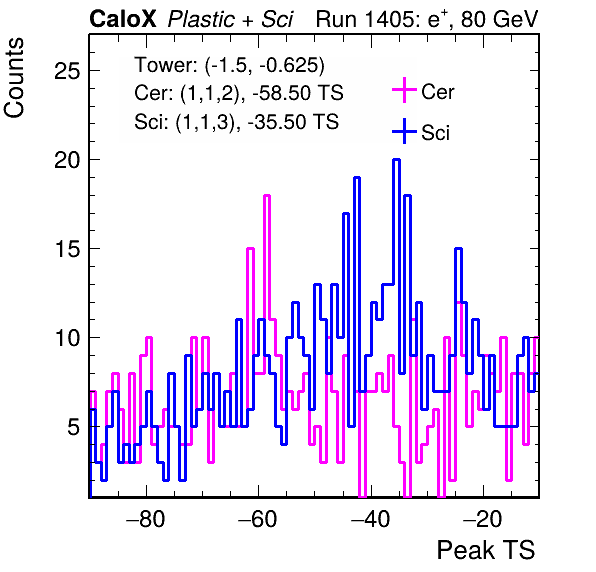 CaloX Plastic + Sci Run 1405: e⁺, 80 GeV
Counts
Tower: (-1.5, -0.625)
Cer: (1,1,2), -58.50 TS
Sci: (1,1,3), -35.50 TS
Cer
Sci
25
20
15
10
5
−80 −60 −40 −20
Peak TS